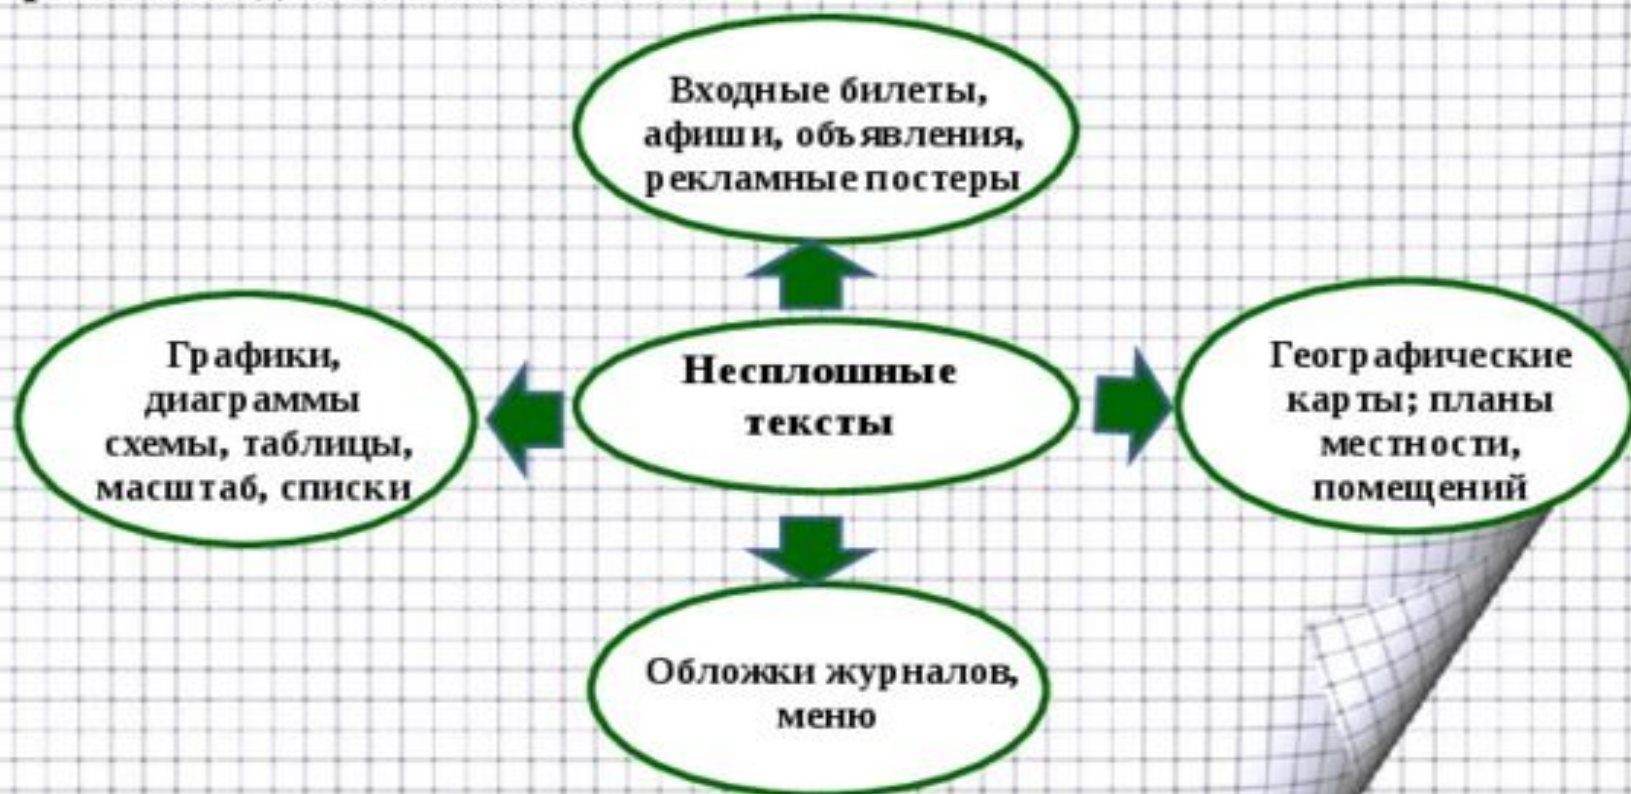 Входные билеты,
афиши, объявления,
рекламные постеры
Графики,
диаграммы
схемы, таблицы,
масштаб, списки
Несплошные
тексты
Географические
карты; планы
местности,
помещений
Обложки журналов,
меню